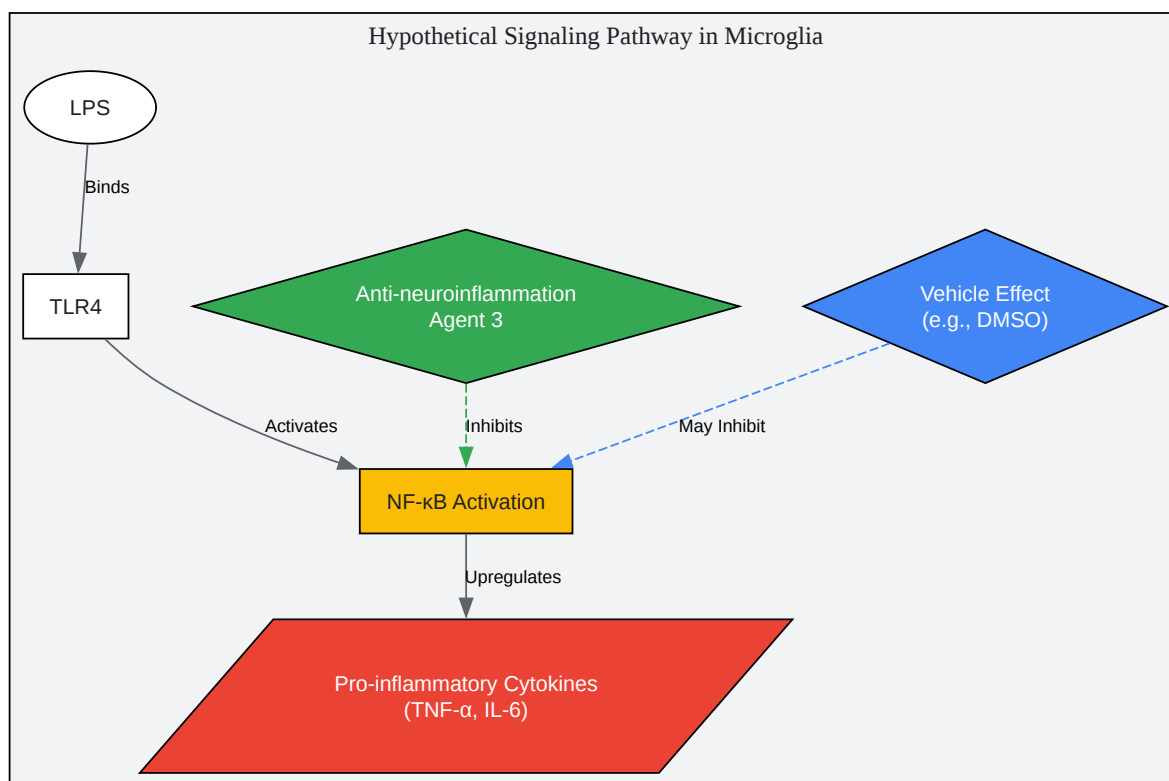 Hypothetical Signaling Pathway in Microglia
LPS
Binds
TLR4
Anti-neuroinflammation
Agent 3
Vehicle Effect
(e.g., DMSO)
Activates
Inhibits
May Inhibit
NF-κB Activation
Upregulates
Pro-inflammatory Cytokines
(TNF-α, IL-6)